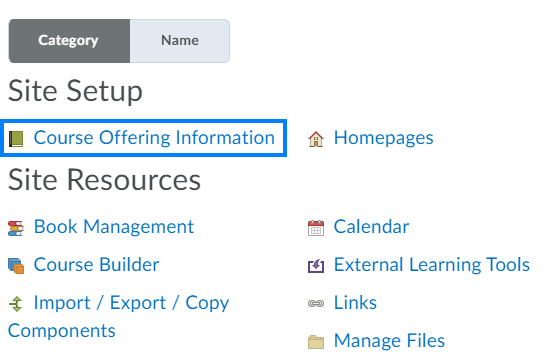 Category Name
Site Setup
Course Offering Information Homepages
Site Resources
Book Management Calendar
Course Builder External Learning Tools
Import / Export / Copy Links
Components
Manage Files